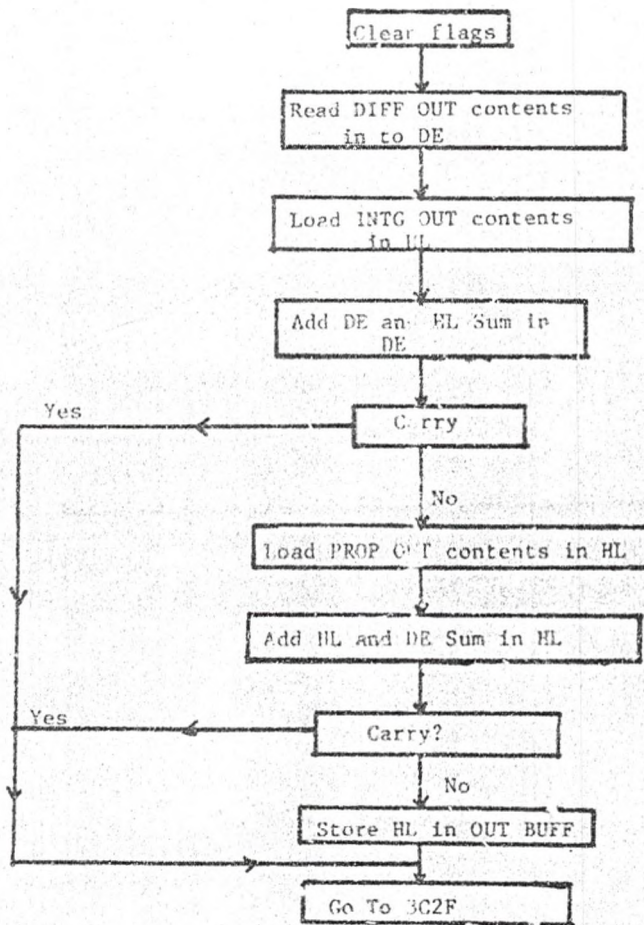 Clear flags
Read DIFF OUT contents
in to DE
Load INTG OUT contents
in HL
Add DE and HL Sum in
DE
Carry
Yes
No
Load PROP OUT contents in HL
Add HL and DE Sum in HL
Carry?
Yes
No
Store HL in OUT BUFF
Go To 3C2F